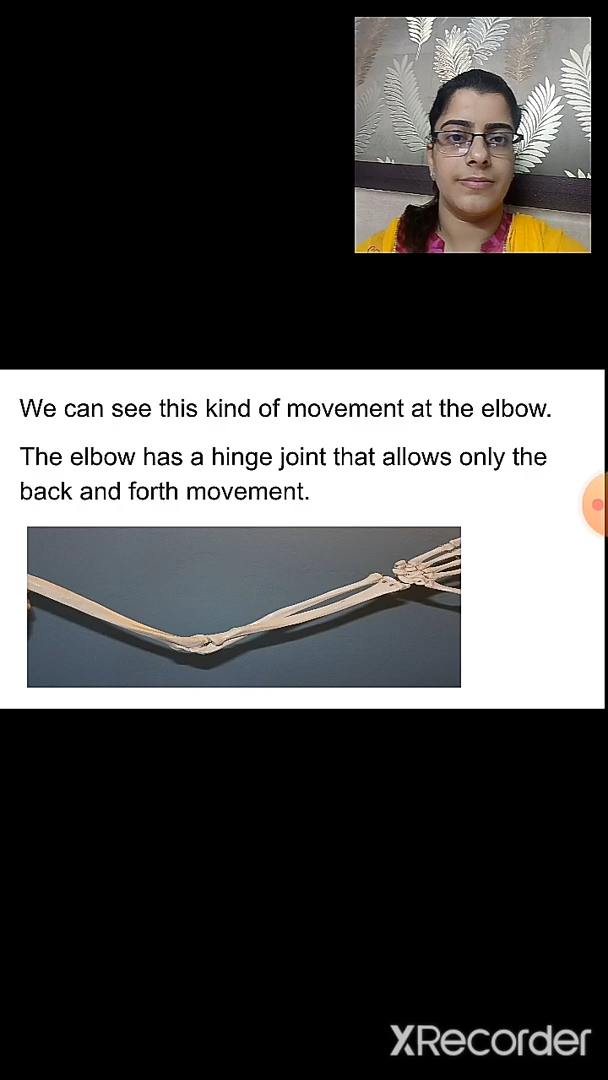 We can see this kind of movement at the elbow.
The elbow has a hinge joint that allows only the
back and forth movement.
XRecorder